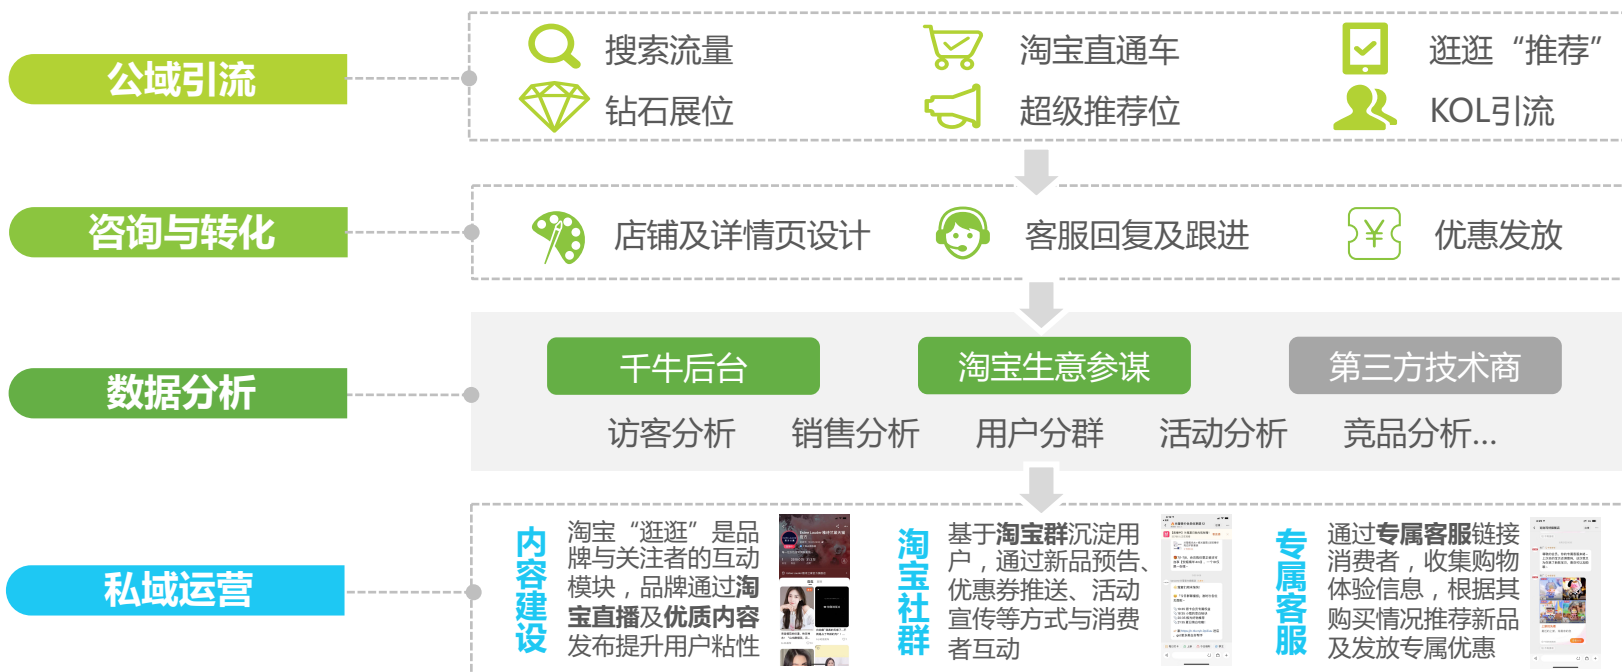 公域引流
搜索流量
淘宝直通车
逛逛“推荐”
钻石展位
超级推荐位
KOL引流
咨询与转化
店铺及详情页设计
客服回复及跟进
优惠发放
数据分析
千牛后台
淘宝生意参谋
第三方技术商
访客分析
销售分析
用户分群
活动分析
竞品分析...
私域运营
内容建设
淘宝“逛逛”是品
牌与关注者的互动
模块，品牌通过淘
宝直播及优质内容
发布提升用户粘性
淘宝社群
基于淘宝群沉淀用
户，通过新品预告、
优惠券推送、活动
宣传等方式与消费
者互动
专属客服
通过专属客服链接
消费者，收集购物
体验信息，根据其
购买情况推荐新品
及发放专属优惠